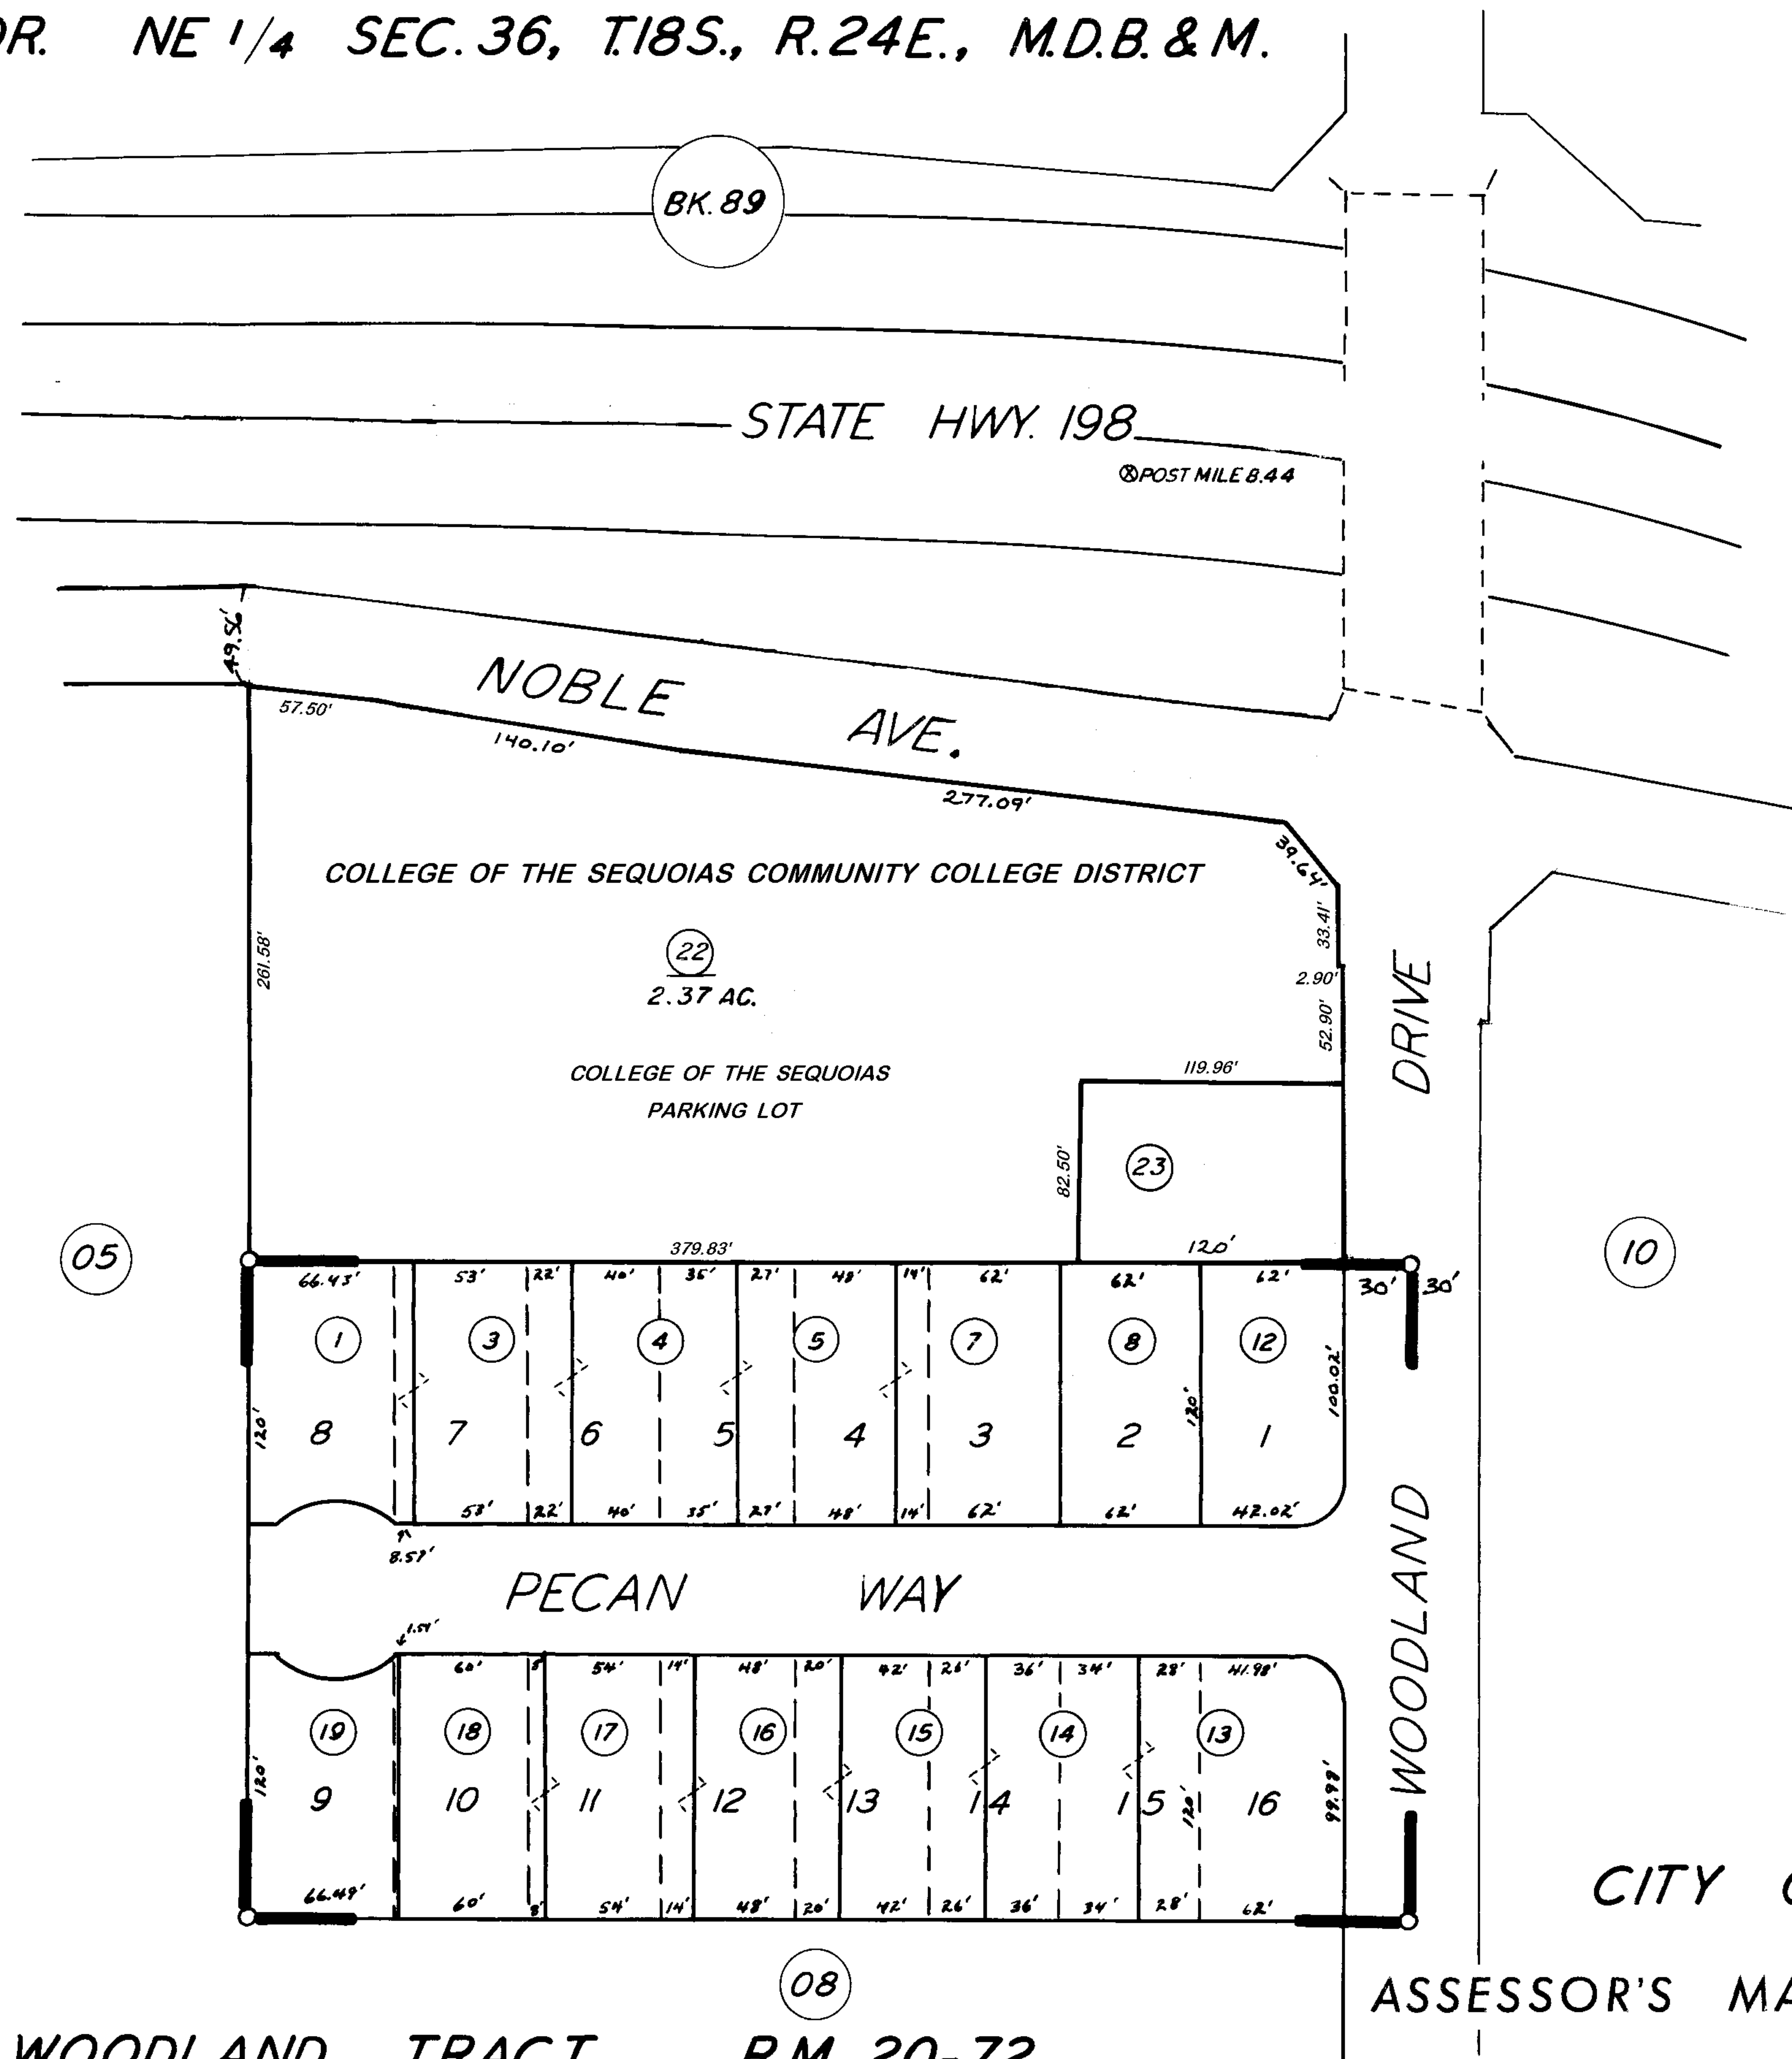 OR. NE 1/4 SEC. 36, T.18S., R.24E., M.D.B. & M.
BK. 89
STATE HWY. 198
POST MILE 8.44
49.56'
NOBLE AVE.
57.50'
140.10'
277.09'
39.64'
COLLEGE OF THE SEQUOIAS COMMUNITY COLLEGE DISTRICT
33.41'
261.58'
22
2.37 AC.
2.90'
52.90'
DRIVE
COLLEGE OF THE SEQUOIAS
PARKING LOT
119.96'
82.50'
23
05
10
379.83'
120'
66.43' 53' 22' 40' 35' 27' 48' 14' 62' 62' 62' 30' 30'
1 3 4 5 7 8 12
120' 120' 100.02'
8 7 6 5 4 3 2 1
53' 22' 40' 35' 27' 48' 14' 62' 62' 42.02'
8.57'
PECAN WAY
WOODLAND
60' 8' 54' 14' 48' 20' 42' 26' 36' 34' 28' 41.98'
19 18 17 16 15 14 13
120' 120' 99.98'
9 10 11 12 13 14 15 16
66.49' 60' 8' 54' 14' 48' 20' 42' 26' 36' 34' 28' 62'
CITY
08
ASSESSOR'S MA
WOODLAND TRACT R.M. 20-72